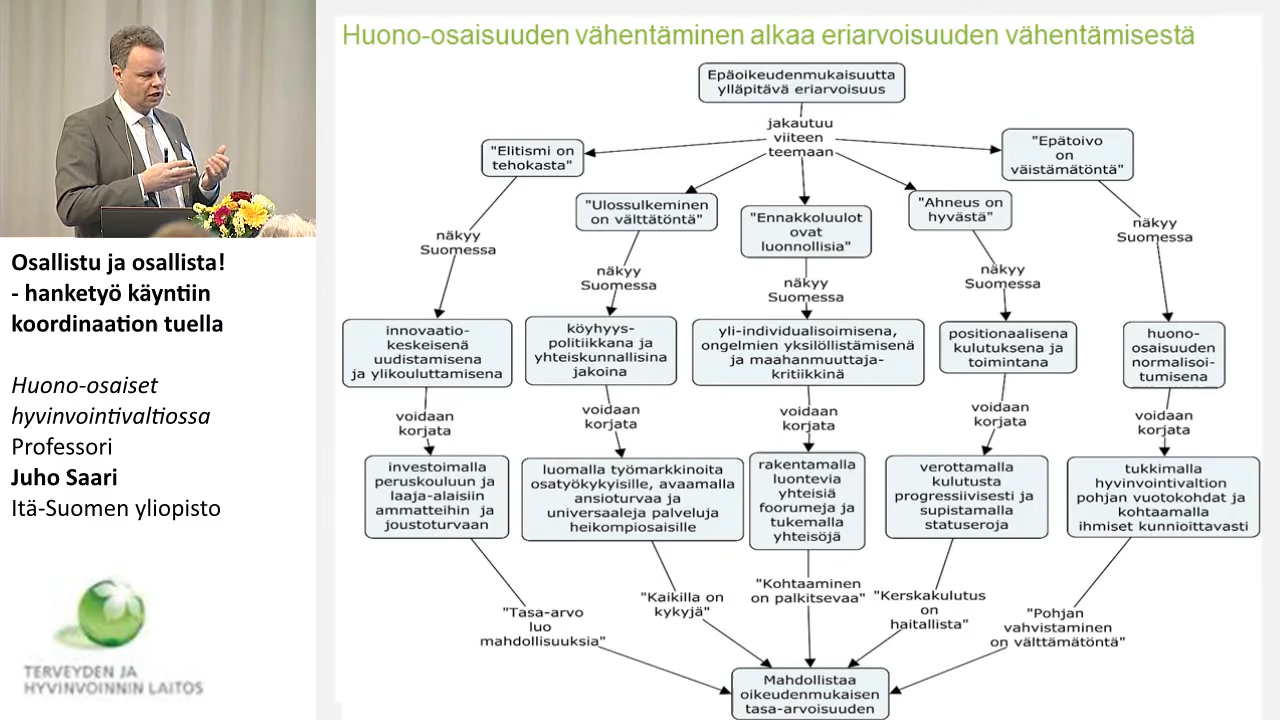 Osallistu ja osallista!
- hanketyö käyntiin
koordinaation tuella
Huono-osaiset
hyvinvointivaltiossa
Professori
Juho Saari
Itä-Suomen yliopisto
TERVEYDEN JA
HYVINVOINNIN LAITOS
Huono-osaisuuden vähentäminen alkaa eriarvoisuuden vähentämisestä
Epäoikeudenmukaisuutta
ylläpitävä eriarvoisuus
jakautuu
viiteen
teemaan
"Elitismi on
tehokasta"
"Ulossulkeminen
on välttätöntä"
"Ennakkoluulot
ovat
luonnollisia"
"Ahneus on
hyvästä"
"Epätoivo
on
väistämätöntä"
näkyy
Suomessa
näkyy
Suomessa
näkyy
Suomessa
näkyy
Suomessa
näkyy
Suomessa
innovaatio-
keskeisenä
uudistamisena
ja ylikouluttamisena
köyhyys-
politiikkana ja
yhteiskunnallisina
jakoina
yli-individualisoimisena,
ongelmien yksilöllistämisenä
ja maahanmuuttaja-
kritiikkinä
positionaalisena
kulutuksena ja
toimintana
huono-
osaisuuden
normalisoi-
tumisena
voidaan
korjata
voidaan
korjata
voidaan
korjata
voidaan
korjata
voidaan
korjata
investoimalla
peruskouluun ja
laaja-alaisiin
ammatteihin ja
joustoturvaan
luomalla työmarkkinoita
osatyökykyisille, avaamalla
ansioturvaa ja
universaaleja palveluja
heikompiosaisille
rakentamalla
luontevia
yhteisiä
foorumeja ja
tukemalla
yhteisöjä
verottamalla
kulutusta
progressiivisesti ja
supistamalla
statuseroja
tukkimalla
hyvinvointivaltion
pohjan vuotokohdat ja
kohtaamalla
ihmiset kunnioittavasti
"Tasa-arvo
luo
mahdollisuuksia"
"Kaikilla on
kykyjä"
"Kohtaaminen
on palkitsevaa"
"Kerskakulutus
on
haitallista"
"Pohjan
vahvistaminen
on välttämätöntä"
Mahdollistaa
oikeudenmukaisen
tasa-arvoisuuden